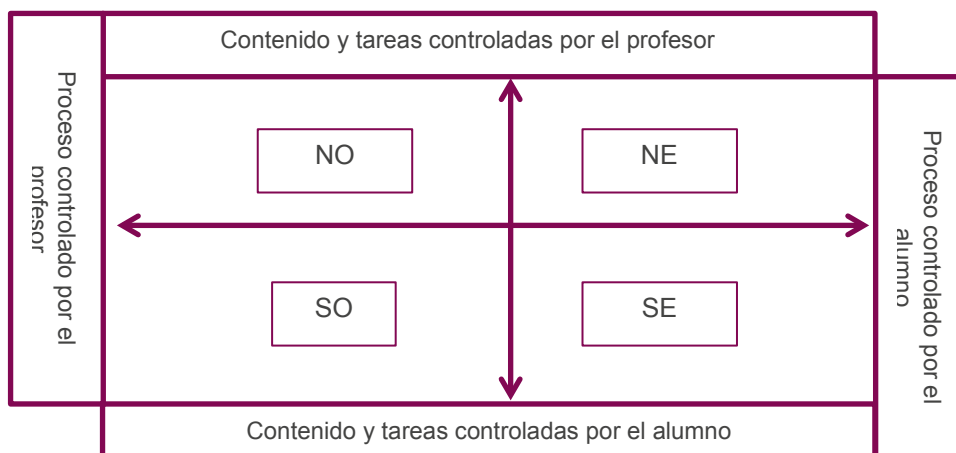 Contenido y tareas controladas por el profesor
Proceso controlado por el
profesor
NO
NE
SO
SE
Proceso controlado por el
alumno
Contenido y tareas controladas por el alumno